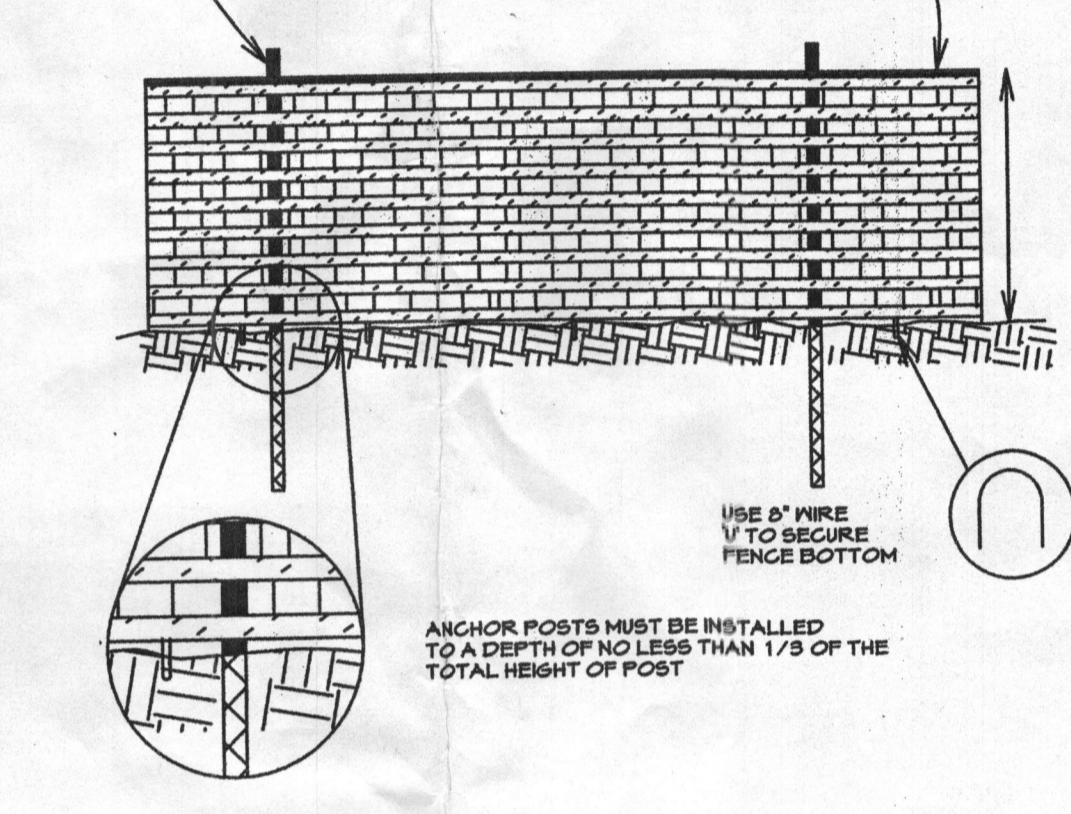 USE 8" WIRE
'U' TO SECURE
FENCE BOTTOM
ANCHOR POSTS MUST BE INSTALLED
TO A DEPTH OF NO LESS THAN 1/3 OF THE
TOTAL HEIGHT OF POST